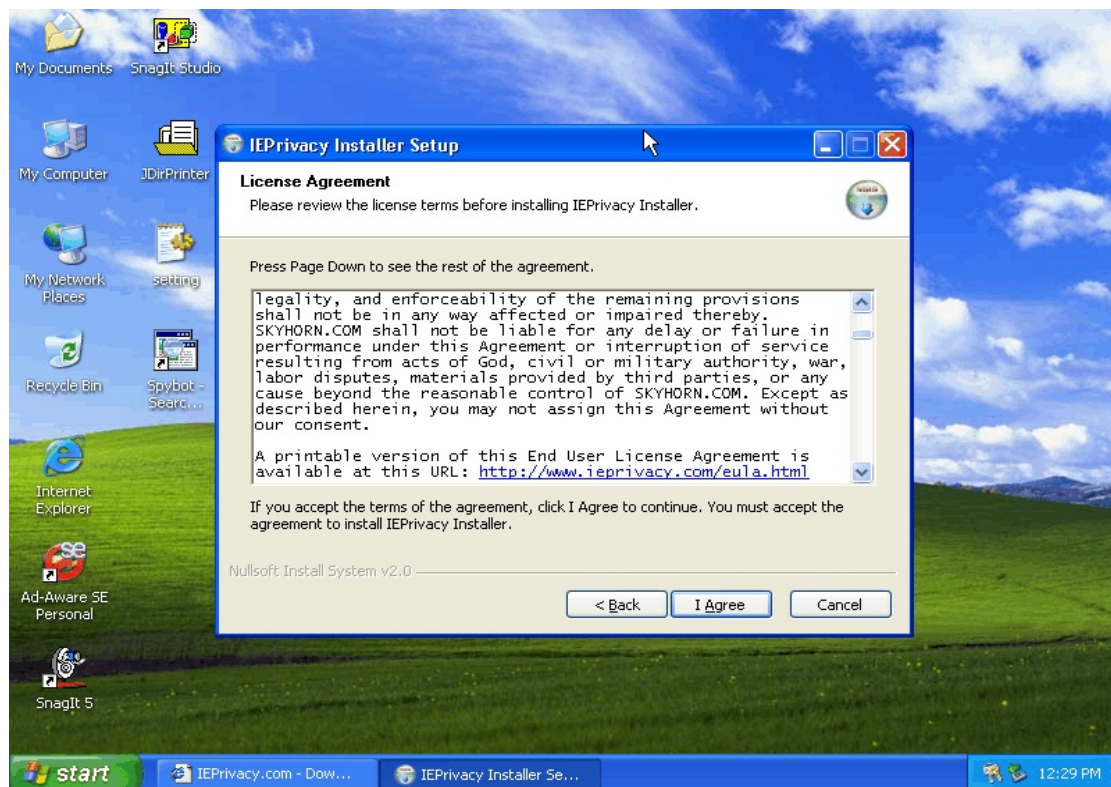 My Documents
SnagIt Studio
My Computer
JDirPrinter
My Network
Places
setting
Recycle Bin
Spybot -
Searc...
Internet
Explorer
Ad-Aware SE
Personal
SnagIt 5
IEPrivacy Installer Setup
License Agreement
Please review the license terms before installing IEPrivacy Installer.
Press Page Down to see the rest of the agreement.
legality, and enforceability of the remaining provisions
shall not be in any way affected or impaired thereby.
SKYHORN.COM shall not be liable for any delay or failure in
performance under this Agreement or interruption of service
resulting from acts of God, civil or military authority, war,
labor disputes, materials provided by third parties, or any
cause beyond the reasonable control of SKYHORN.COM. Except as
described herein, you may not assign this Agreement without
our consent.
A printable version of this End User License Agreement is
available at this URL: http://www.ieprivacy.com/eula.html
If you accept the terms of the agreement, click I Agree to continue. You must accept the
agreement to install IEPrivacy Installer.
Nullsoft Install System v2.0
< Back
I Agree
Cancel
start
IEPrivacy.com - Dow...
IEPrivacy Installer Se...
12:29 PM